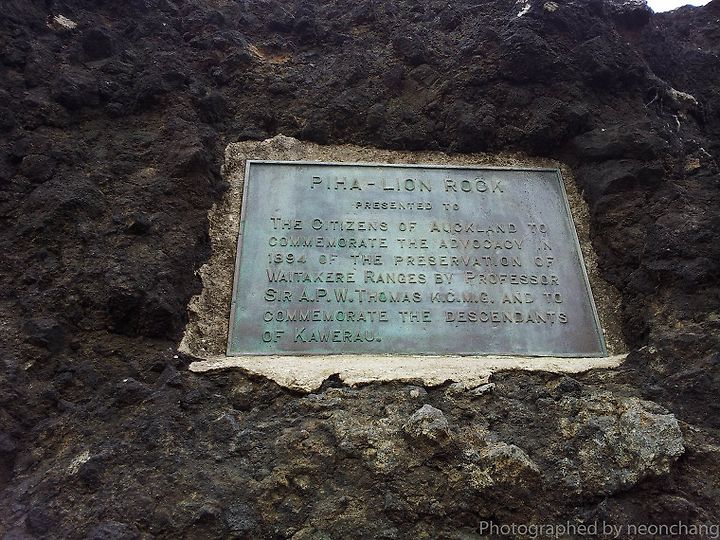 PIHA-LION ROCK
PRESENTED TO
THE CITIZENS OF AUCKLAND TO
COMMEMORATE THE ADVOCACY IN
1894 OF THE PRESERVATION OF
WAITAKERE RANGES BY PROFESSOR
SIR A.P.W. THOMAS K.C.M.G. AND TO
COMMEMORATE THE DESCENDANTS
OF KAWERAU.
Photographed by neonchang